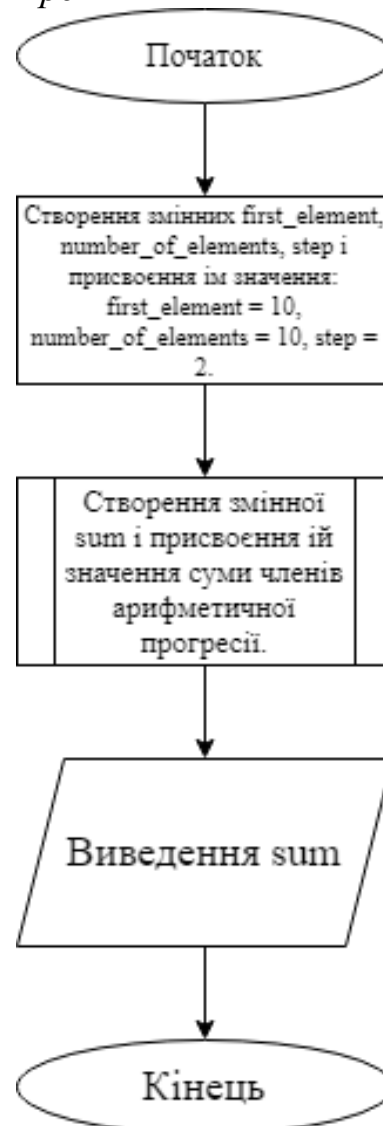 Початок
Створення змінних first_element,
number_of_elements, step і
присвоєння їм значення:
first_element = 10,
number_of_elements = 10, step =
2.
Створення змінної
sum і присвоєння їй
значення суми членів
арифметичної
прогресії.
Виведення sum
Кінець